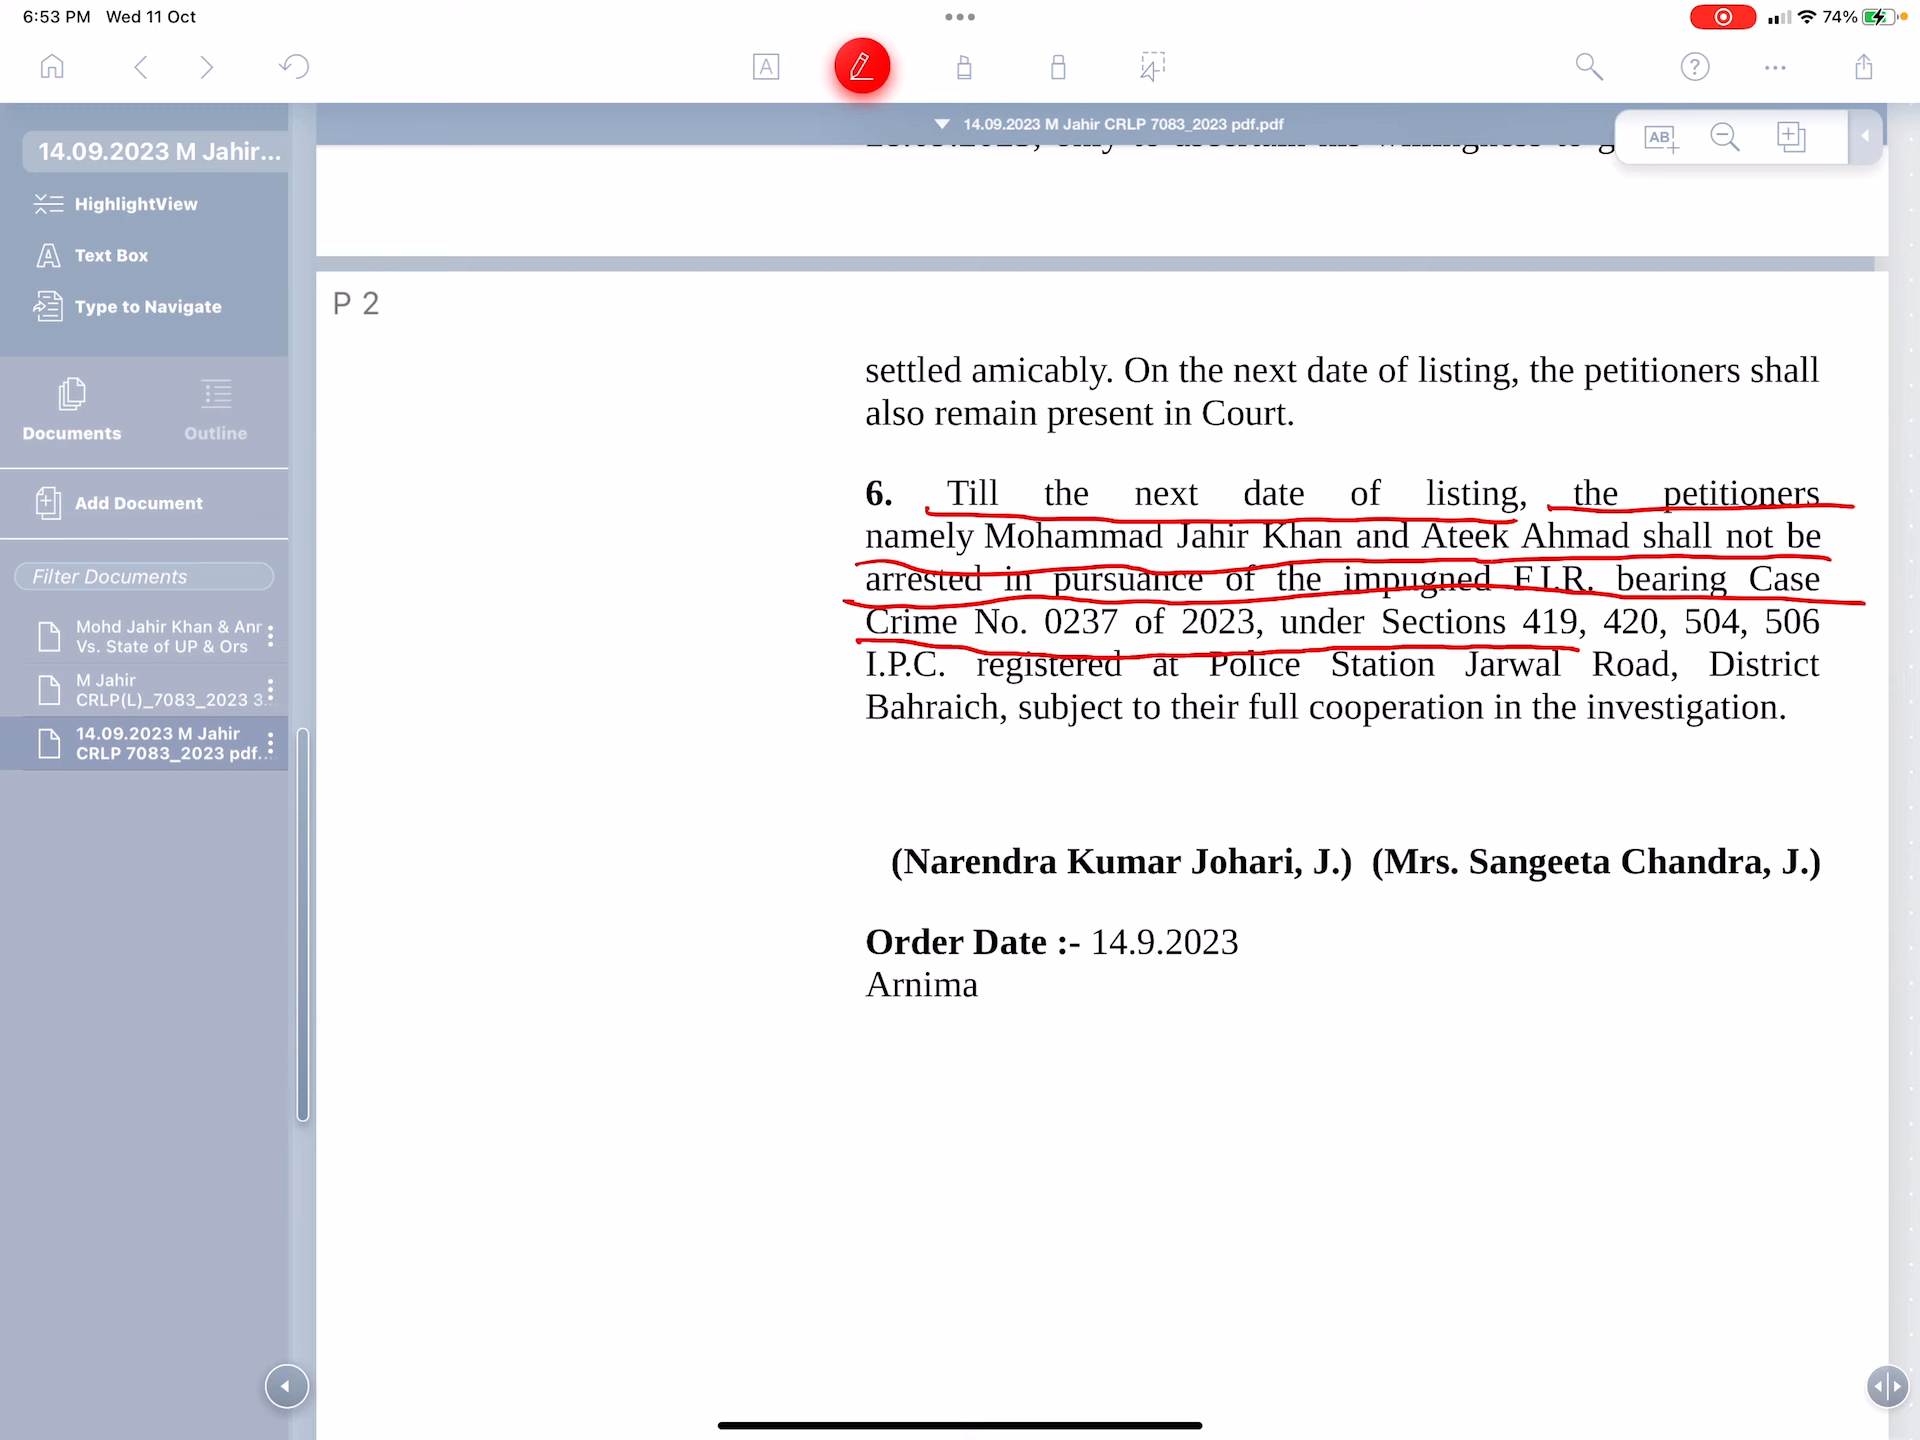 6:53 PM Wed 11 Oct
74%
A
?
14.09.2023 M Jahir CRLP 7083_2023 pdf.pdf
AB
14.09.2023 M Jahir...
HighlightView
Text Box
Type to Navigate
Documents
Outline
Add Document
Filter Documents
Mohd Jahir Khan & Anr
Vs. State of UP & Ors
M Jahir
CRLP(L)_7083_2023 3...
14.09.2023 M Jahir
CRLP 7083_2023 pdf...
P 2
settled amicably. On the next date of listing, the petitioners shall
also remain present in Court.
6. Till the next date of listing, the petitioners
namely Mohammad Jahir Khan and Ateek Ahmad shall not be
arrested in pursuance of the impugned F.I.R. bearing Case
Crime No. 0237 of 2023, under Sections 419, 420, 504, 506
I.P.C. registered at Police Station Jarwal Road, District
Bahraich, subject to their full cooperation in the investigation.
(Narendra Kumar Johari, J.) (Mrs. Sangeeta Chandra, J.)
Order Date :- 14.9.2023
Arnima